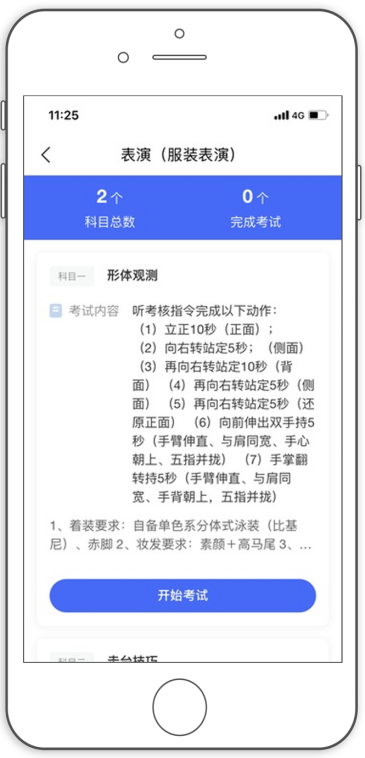 11:25
4G
表演（服装表演）
2个
0个
科目总数
完成考试
科目一 形体观测
考试内容 听考核指令完成以下动作：
（1）立正10秒（正面）；
（2）向右转站定5秒；（侧面）
（3）再向右转站定10秒（背
面）（4）再向右转站定5秒（侧
面）（5）再向右转站定5秒（还
原正面）（6）向前伸出双手持5
秒（手臂伸直、与肩同宽、手心
朝上、五指并拢）（7）手掌翻
转持5秒（手臂伸直、与肩同
宽、手背朝上，五指并拢）
1、着装要求：自备单色系分体式泳装（比基
尼）、赤脚 2、妆发要求：素颜＋高马尾 3、...
开始考试
科目二 走台技巧